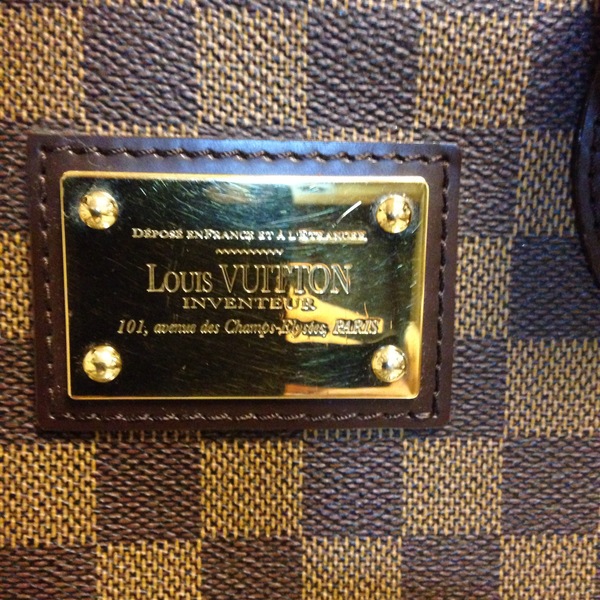 DÉPOSÉ EN FRANCE ET À L'ÉTRANGER
LOUIS VUITTON
INVENTEUR
101, avenue des Champs-Elysées, PARIS